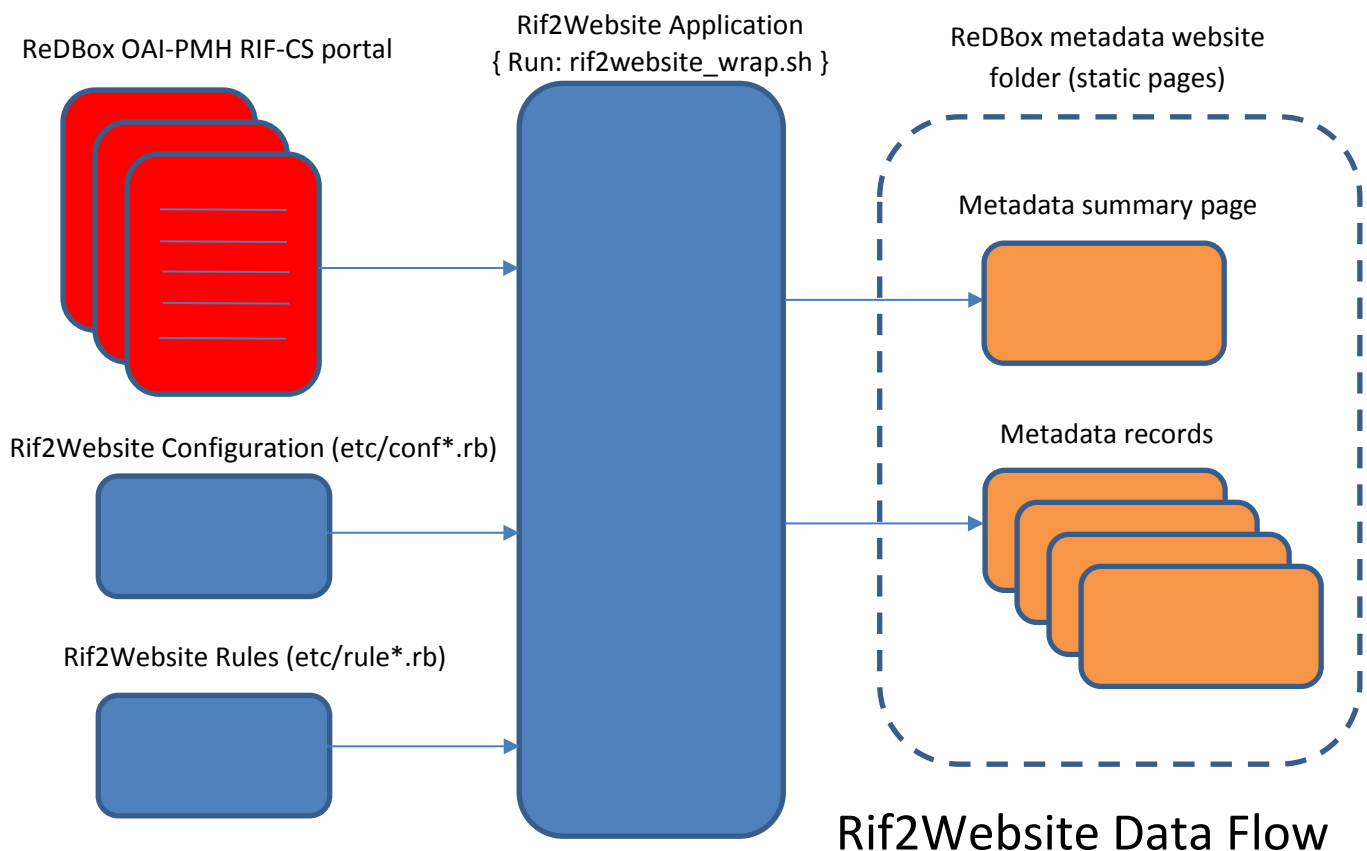 ReDBox OAI-PMH RIF-CS portal
Rif2Website Application
{ Run: rif2website_wrap.sh }
ReDBox metadata website
folder (static pages)
Metadata summary page
Rif2Website Configuration (etc/conf*.rb)
Metadata records
Rif2Website Rules (etc/rule*.rb)
Rif2Website Data Flow